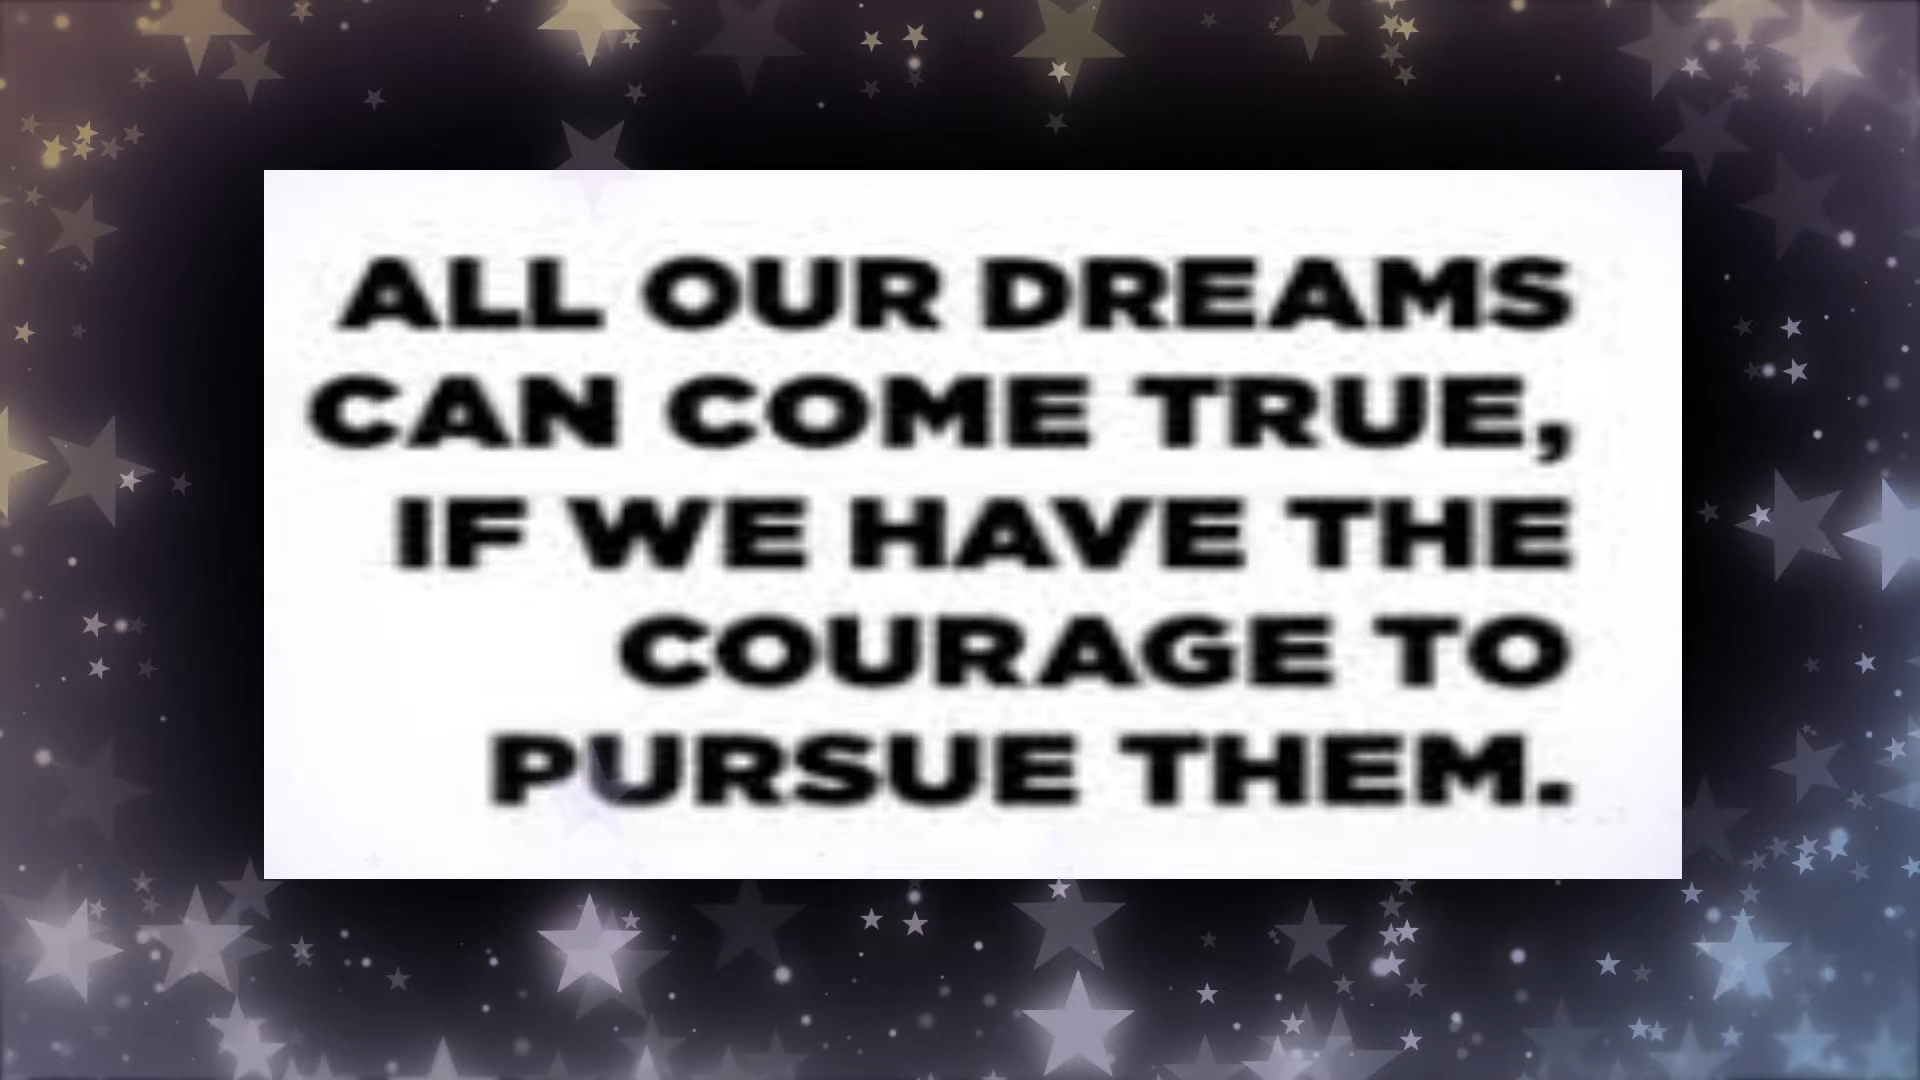 ALL OUR DREAMS
CAN COME TRUE,
IF WE HAVE THE
COURAGE TO
PURSUE THEM.